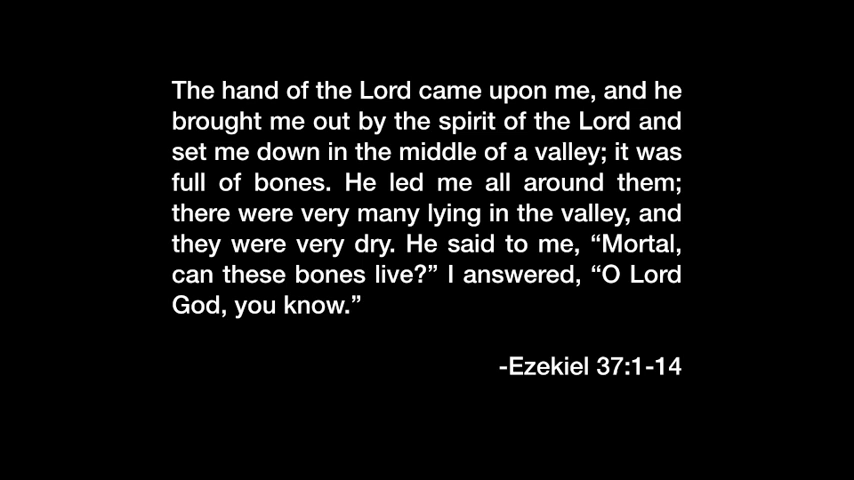 The hand of the Lord came upon me, and he
brought me out by the spirit of the Lord and
set me down in the middle of a valley; it was
full of bones. He led me all around them;
there were very many lying in the valley, and
they were very dry. He said to me, “Mortal,
can these bones live?” I answered, “O Lord
God, you know.”
-Ezekiel 37:1-14